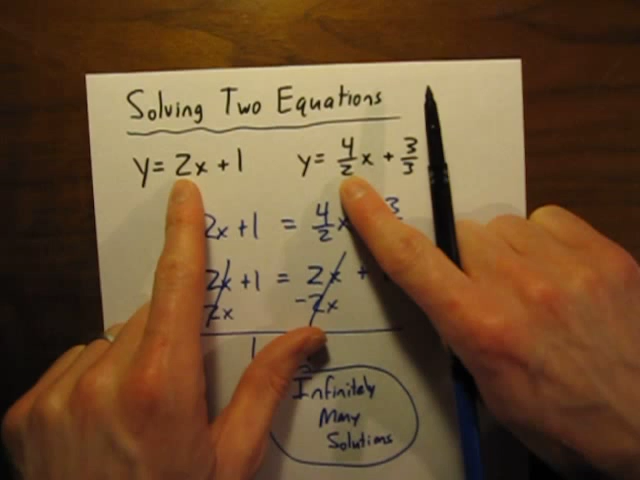 Solving Two Equations
y = 2x + 1 y = 4/2 x + 3/3
2x + 1 = 4/2 x 3
2x + 1 = 2x +
2x -2x
1
Infinitely
Many
Solutions